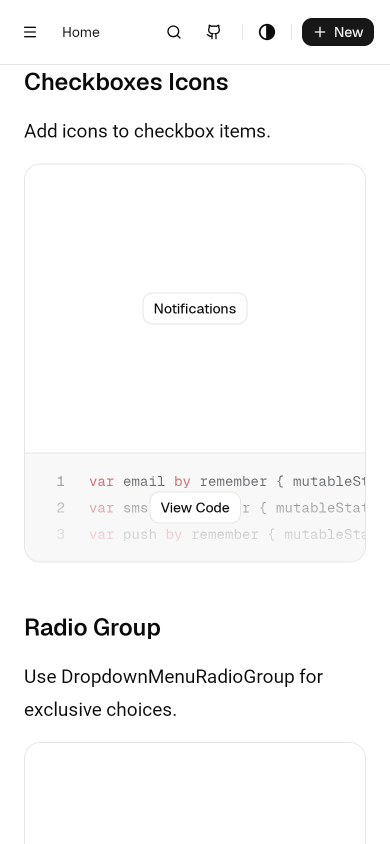 Home
New
Checkboxes Icons
Add icons to checkbox items.
Notifications
1 var email by remember { mutableSt
2 var sms r { mutableStat
View Code
3 var push by remember { mutableSta
Radio Group
Use DropdownMenuRadioGroup for
exclusive choices.